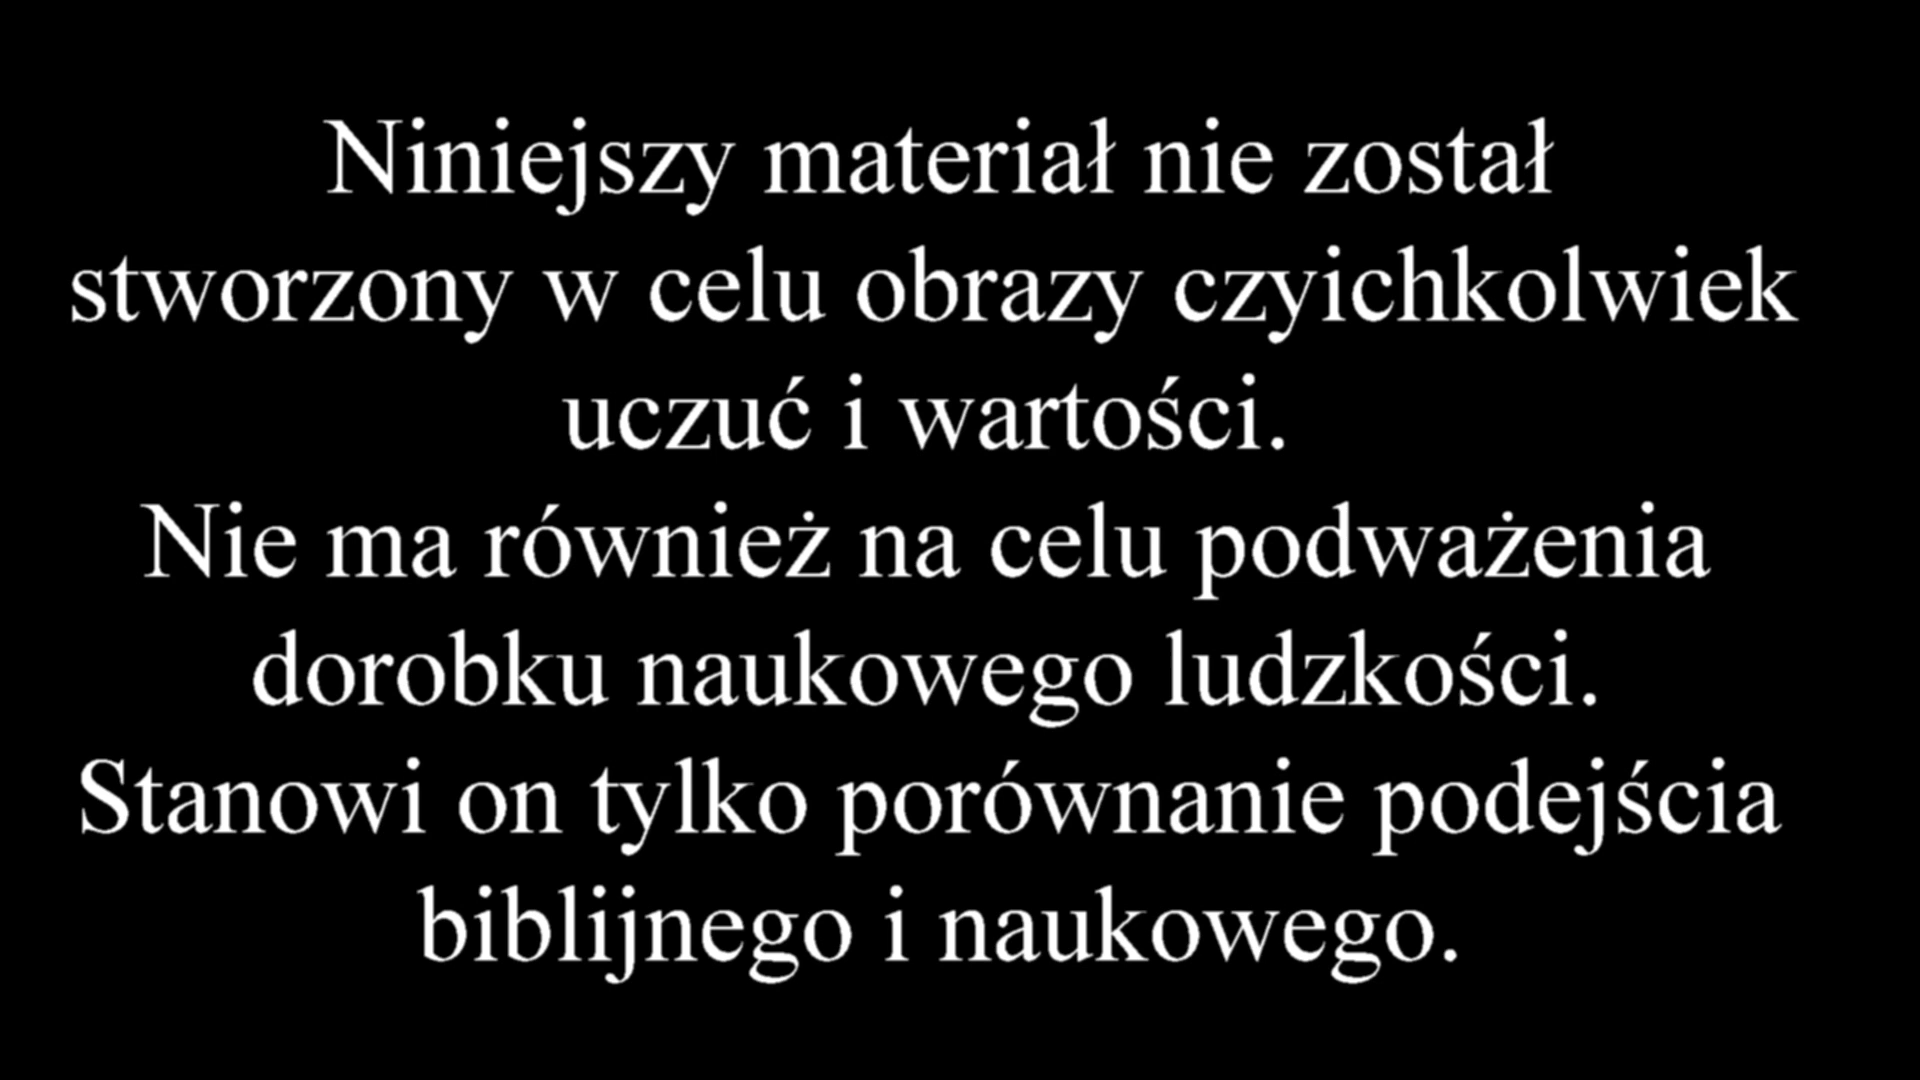 Niniejszy materiał nie został
stworzony w celu obrazy czyichkolwiek
uczuć i wartości.
Nie ma również na celu podważenia
dorobku naukowego ludzkości.
Stanowi on tylko porównanie podejścia
biblijnego i naukowego.